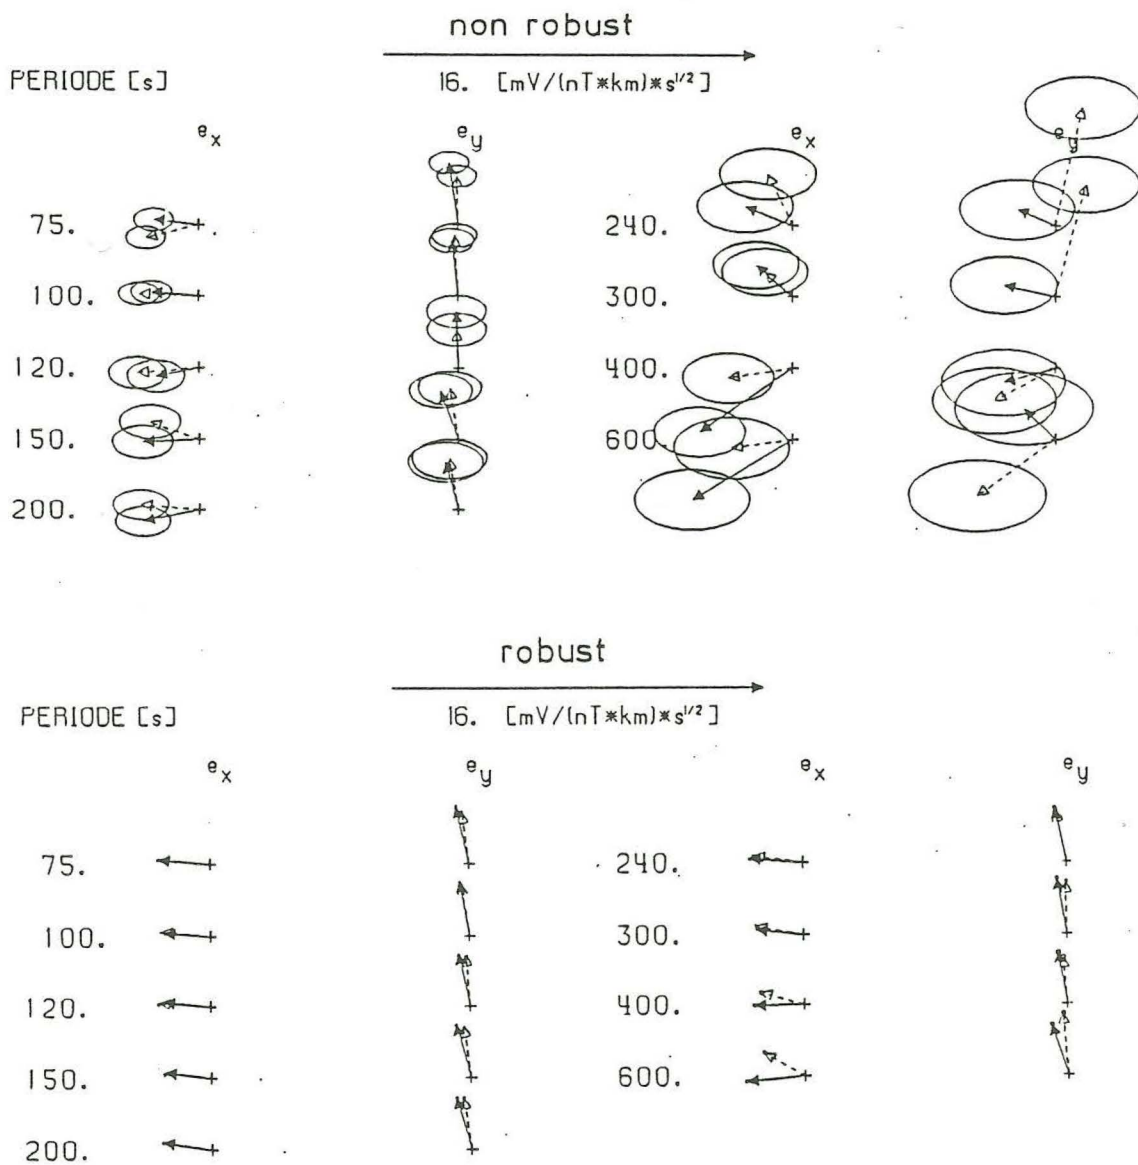 non robust
PERIODE [s] 16. [mV/(nT*km)*s^1/2]
e_x e_y e_x e_y
75. 240.
100. 300.
120. 400.
150. 600.
200.
robust
PERIODE [s] 16. [mV/(nT*km)*s^1/2]
e_x e_y e_x e_y
75. 240.
100. 300.
120. 400.
150. 600.
200.